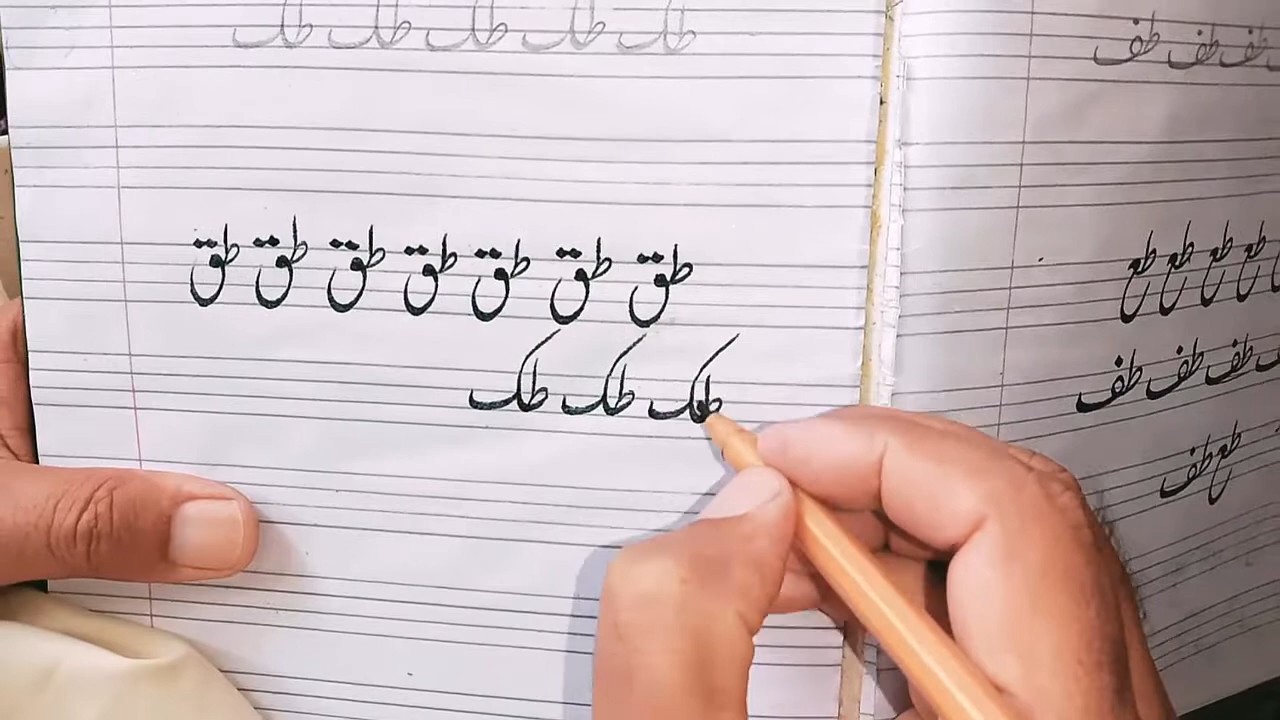 طک طک طک طک طک
طق طق طق طق طق طق طق
طک طک طک
طف طف طف
طع طع طع طع
طف طف طف طف
طع طف